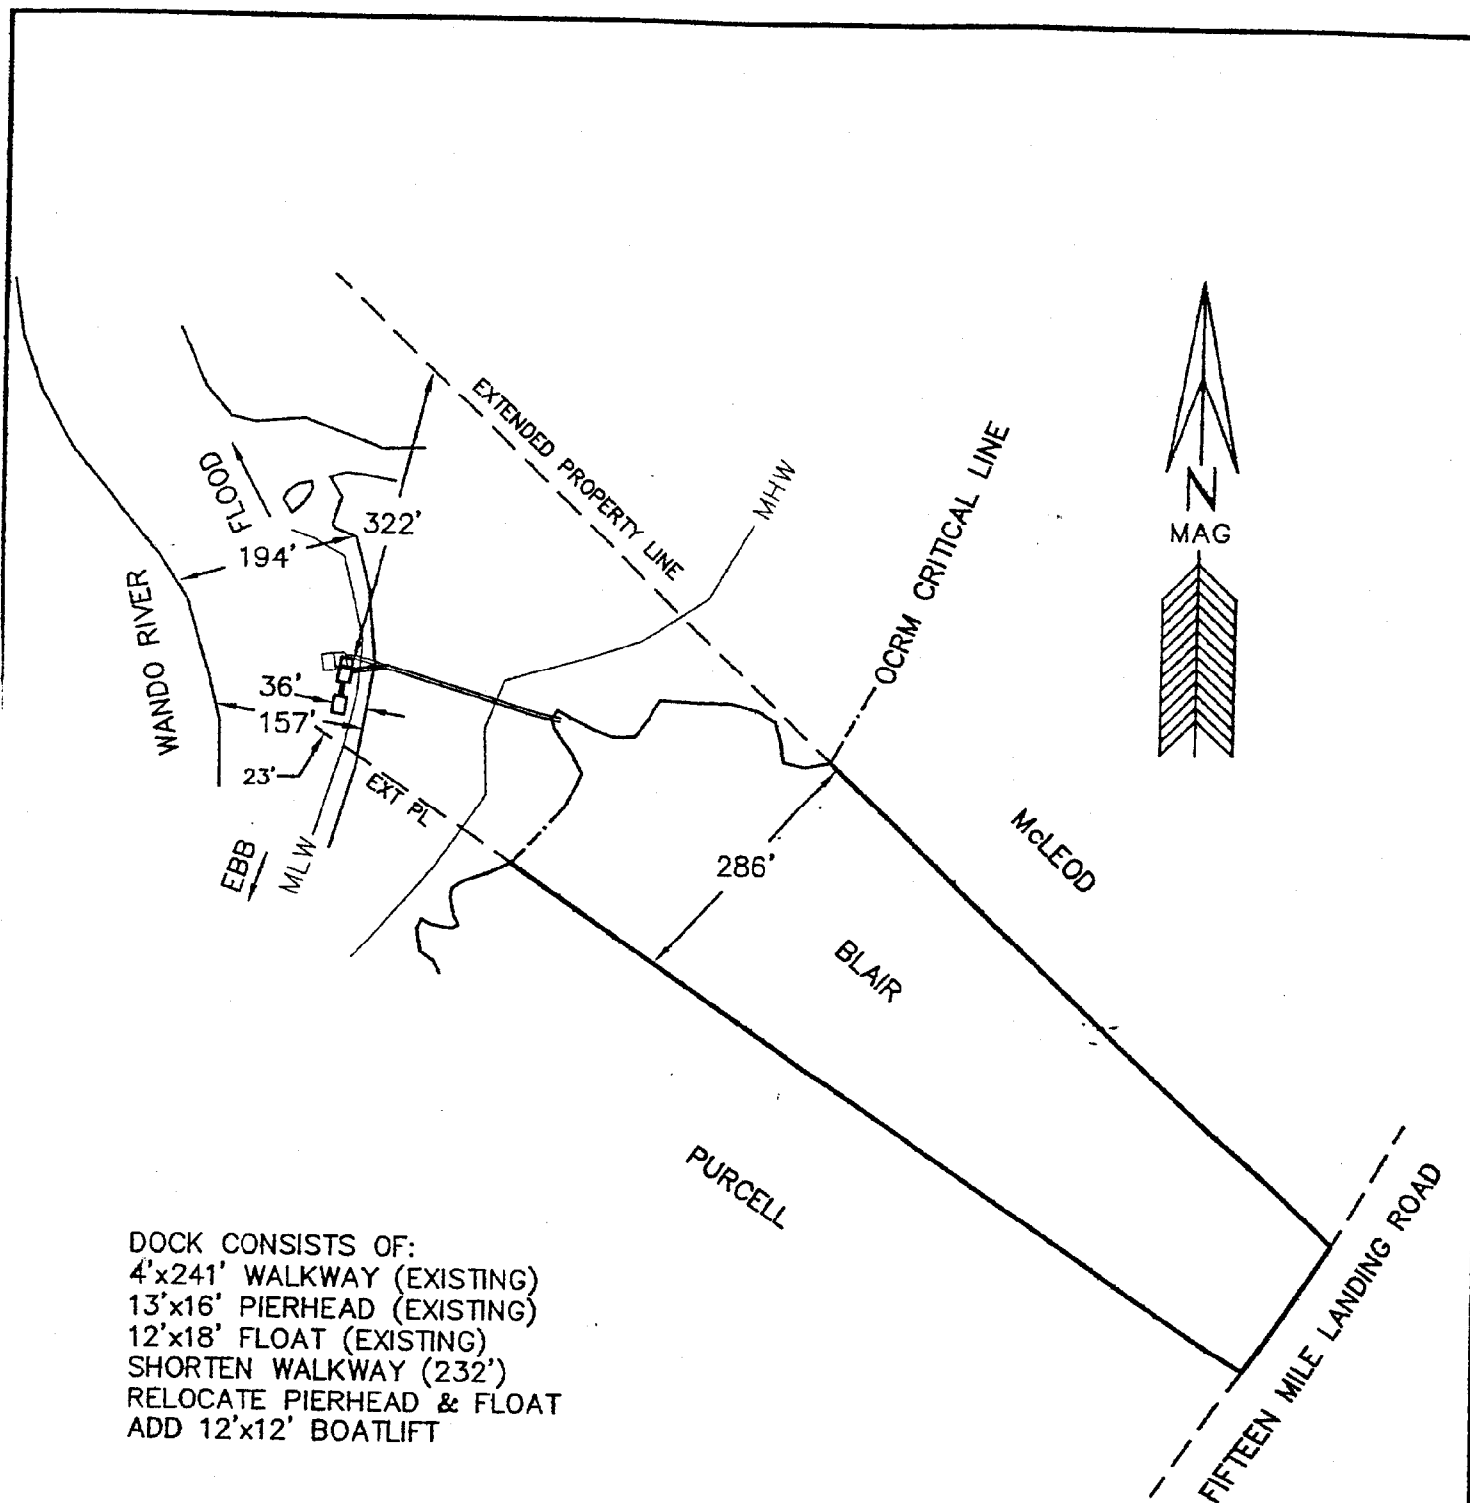 EXTENDED PROPERTY LINE
OCRM CRITICAL LINE
MHW
N
MAG
FLOOD
322'
194'
WANDO RIVER
36'
157'
23'
EXT PL
EBB
MLW
286'
McLEOD
BLAIR
PURCELL
FIFTEEN MILE LANDING ROAD
DOCK CONSISTS OF:
4'x241' WALKWAY (EXISTING)
13'x16' PIERHEAD (EXISTING)
12'x18' FLOAT (EXISTING)
SHORTEN WALKWAY (232')
RELOCATE PIERHEAD & FLOAT
ADD 12'x12' BOATLIFT